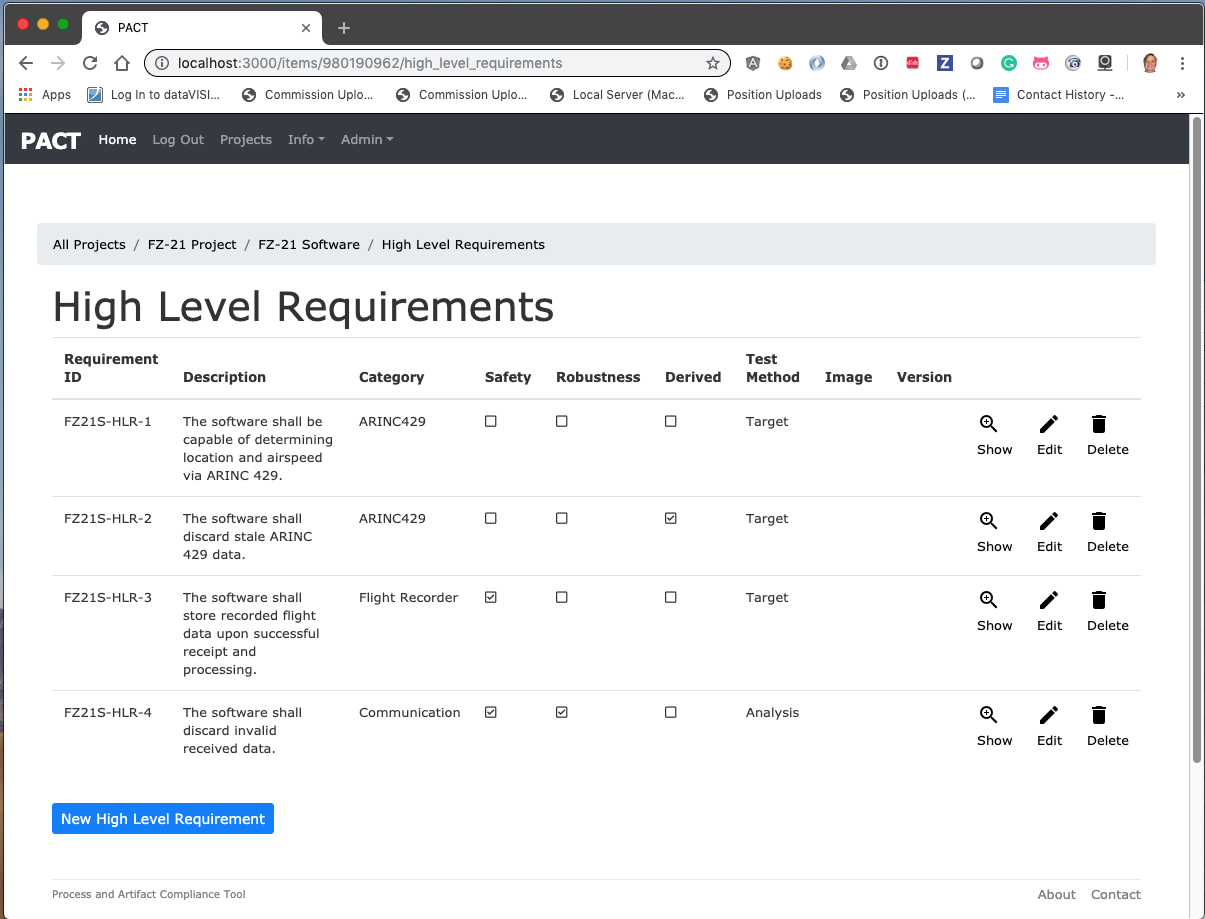 PACT
localhost:3000/items/980190962/high_level_requirements
Apps Log In to dataVISI... Commission Uplo... Commission Uplo... Local Server (Mac... Position Uploads Position Uploads (... Contact History -... »
PACT Home Log Out Projects Info Admin
All Projects / FZ-21 Project / FZ-21 Software / High Level Requirements
High Level Requirements
Requirement ID Description Category Safety Robustness Derived Test Method Image Version
FZ21S-HLR-1 The software shall be ARINC429 Target
capable of determining
location and airspeed
via ARINC 429.
Show Edit Delete
FZ21S-HLR-2 The software shall ARINC429 Target
discard stale ARINC
429 data.
Show Edit Delete
FZ21S-HLR-3 The software shall Flight Recorder Target
store recorded flight
data upon successful
receipt and
processing.
Show Edit Delete
FZ21S-HLR-4 The software shall Communication Analysis
discard invalid
received data.
Show Edit Delete
New High Level Requirement
Process and Artifact Compliance Tool About Contact